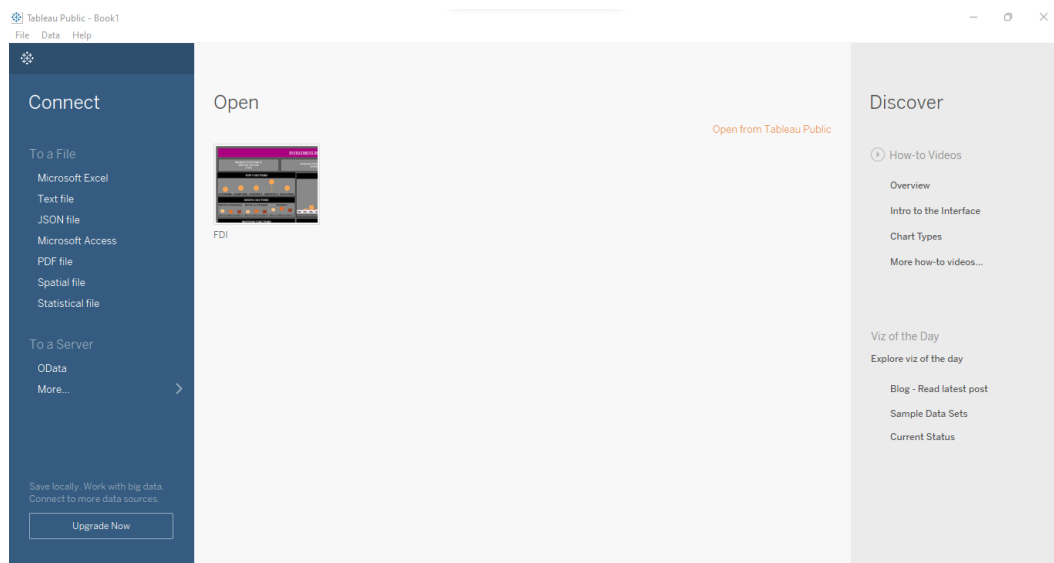 Tableau Public - Book1
File Data Help
Connect
To a File
Microsoft Excel
Text file
JSON file
Microsoft Access
PDF file
Spatial file
Statistical file
To a Server
OData
More...
Save locally. Work with big data.
Connect to more data sources.
Upgrade Now
Open
Open from Tableau Public
FDI
Discover
How-to Videos
Overview
Intro to the Interface
Chart Types
More how-to videos...
Viz of the Day
Explore viz of the day
Blog - Read latest post
Sample Data Sets
Current Status